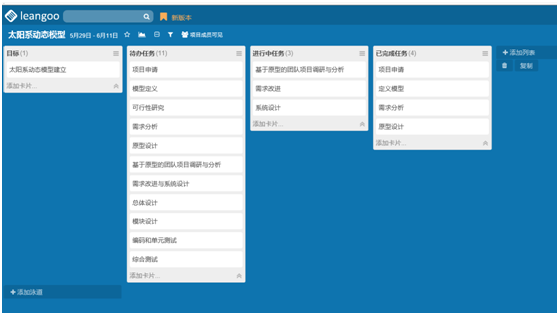 leangoo 新版本
太阳系动态模型 5月29日 - 6月11日 项目成员可见
目标(1)
太阳系动态模型建立
添加卡片...
待办任务(11)
项目申请
模型定义
可行性研究
需求分析
原型设计
基于原型的团队项目调研与分析
需求改进与系统设计
总体设计
模块设计
编码和单元测试
综合测试
添加卡片...
进行中任务(3)
基于原型的团队项目调研与分析
需求改进
系统设计
添加卡片...
已完成任务(4)
项目申请
定义模型
需求分析
原型设计
添加卡片...
+添加列表
复制
+添加泳道